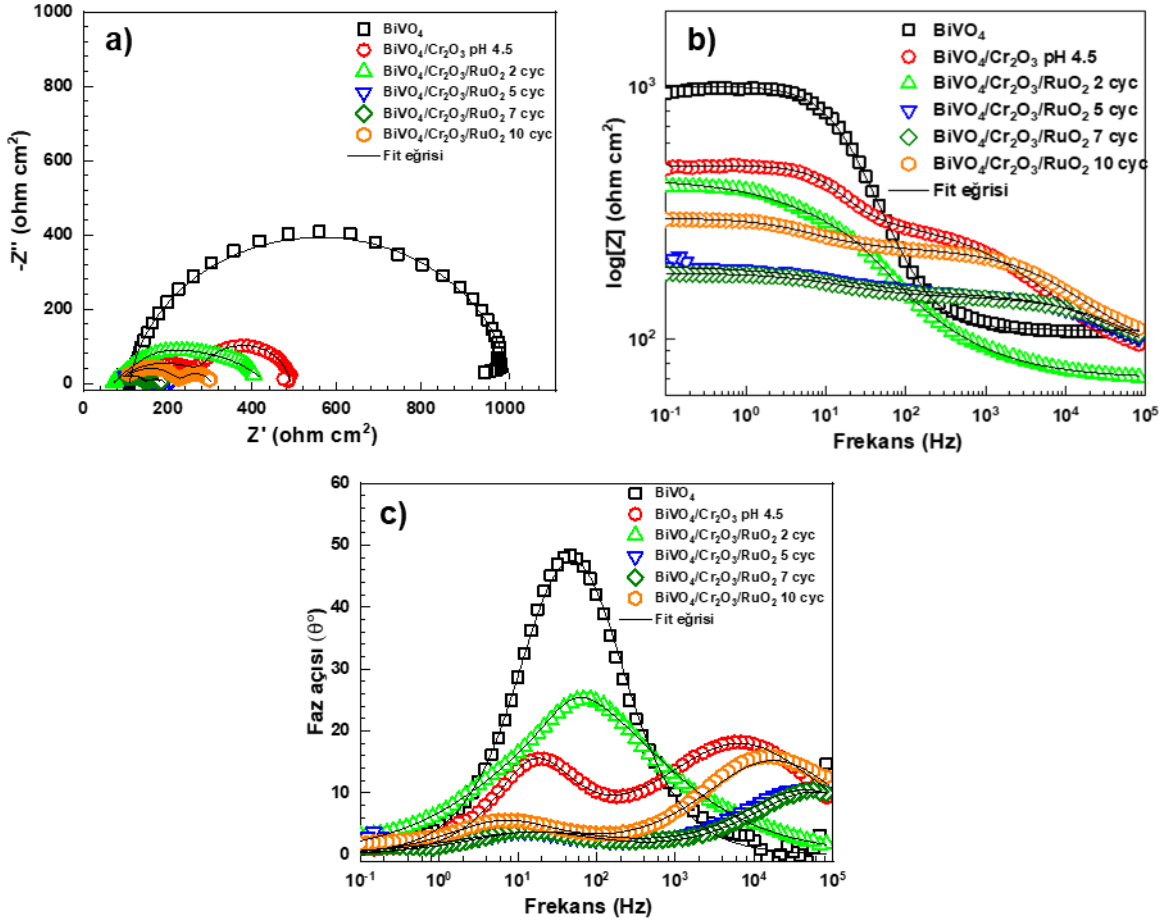 a)
1000
800
600
400
200
0
-Z'' (ohm cm²)
0 200 400 600 800 1000
Z' (ohm cm²)
BiVO₄
BiVO₄/Cr₂O₃ pH 4.5
BiVO₄/Cr₂O₃/RuO₂ 2 cyc
BiVO₄/Cr₂O₃/RuO₂ 5 cyc
BiVO₄/Cr₂O₃/RuO₂ 7 cyc
BiVO₄/Cr₂O₃/RuO₂ 10 cyc
Fit eğrisi
b)
10³
10²
log[Z] (ohm cm²)
10⁻¹ 10⁰ 10¹ 10² 10³ 10⁴ 10⁵
Frekans (Hz)
BiVO₄
BiVO₄/Cr₂O₃ pH 4.5
BiVO₄/Cr₂O₃/RuO₂ 2 cyc
BiVO₄/Cr₂O₃/RuO₂ 5 cyc
BiVO₄/Cr₂O₃/RuO₂ 7 cyc
BiVO₄/Cr₂O₃/RuO₂ 10 cyc
Fit eğrisi
c)
60
50
40
30
20
10
0
Faz açısı (θ°)
10⁻¹ 10⁰ 10¹ 10² 10³ 10⁴ 10⁵
Frekans (Hz)
BiVO₄
BiVO₄/Cr₂O₃ pH 4.5
BiVO₄/Cr₂O₃/RuO₂ 2 cyc
BiVO₄/Cr₂O₃/RuO₂ 5 cyc
BiVO₄/Cr₂O₃/RuO₂ 7 cyc
BiVO₄/Cr₂O₃/RuO₂ 10 cyc
Fit eğrisi